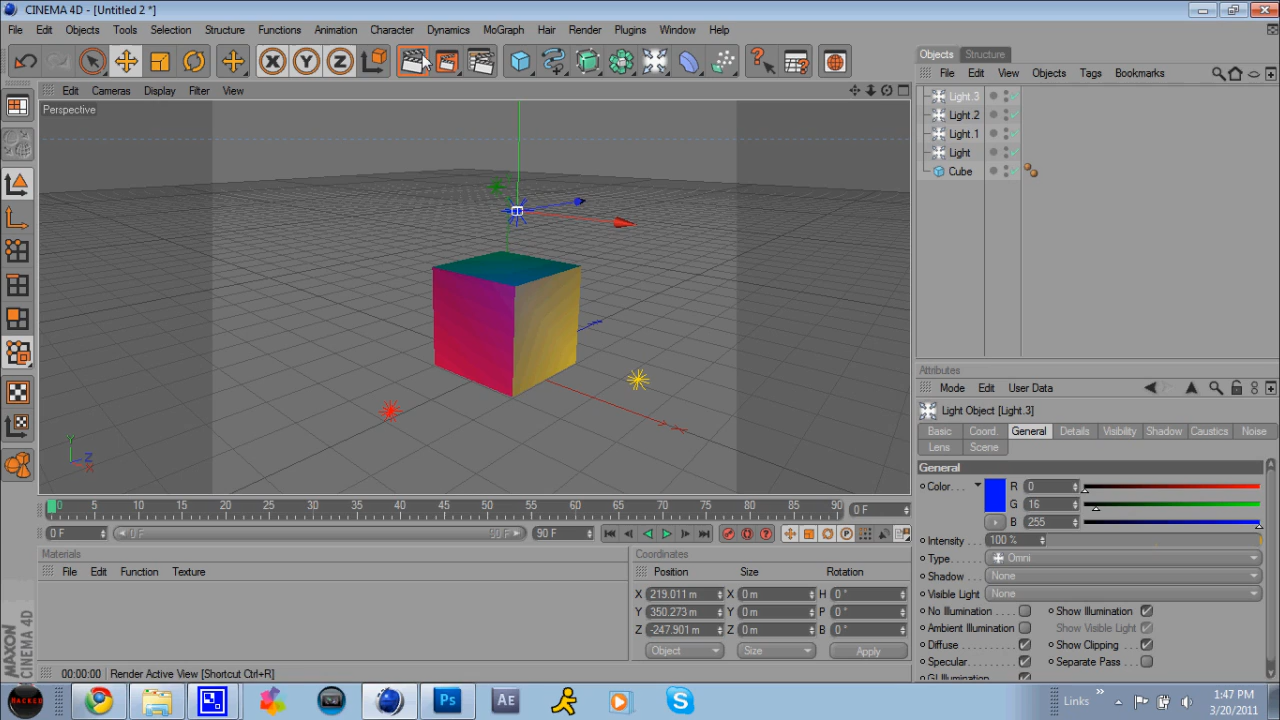 CINEMA 4D - [Untitled 2 *]
File Edit Objects Tools Selection Structure Functions Animation Character Dynamics MoGraph Hair Render Plugins Window Help
X Y Z
Objects Structure
File Edit View Objects Tags Bookmarks
Edit Cameras Display Filter View
Perspective
Light.3
Light.2
Light.1
Light
Cube
Y
Z
X
Attributes
Mode Edit User Data
Light Object [Light.3]
Basic Coord. General Details Visibility Shadow Caustics Noise
Lens Scene
General
Color. . . R 0
G 16
B 255
Intensity 100 %
Type . . . Omni
Shadow. . . None
Visible Light . None
No Illumination . . . Show Illumination
Ambient Illumination Show Visible Light
Diffuse . . . Show Clipping
Specular. . . Separate Pass
GI Illumination
0 5 10 15 20 25 30 35 40 45 50 55 60 65 70 75 80 85 90 0 F
0 F 0 F 90 F 90 F
Materials
File Edit Function Texture
Coordinates
Position Size Rotation
X 219.011 m X 0 m H 0 °
Y 350.273 m Y 0 m P 0 °
Z -247.901 m Z 0 m B 0 °
Object Size Apply
MAXON
CINEMA 4D
00:00:00 Render Active View [Shortcut Ctrl+R]
HACKED
Ps
AE
S
Links
1:47 PM
3/20/2011